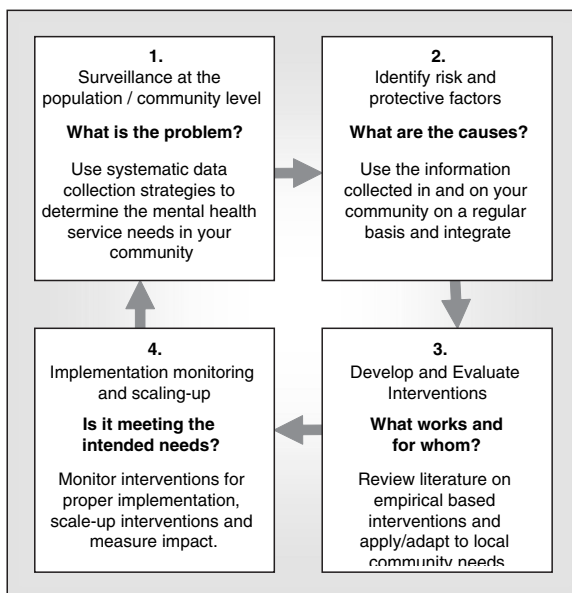 1.
Surveillance at the
population / community level
What is the problem?
Use systematic data
collection strategies to
determine the mental health
service needs in your
community
2.
Identify risk and
protective factors
What are the causes?
Use the information
collected in and on your
community on a regular
basis and integrate
3.
Develop and Evaluate
Interventions
What works and
for whom?
Review literature on
empirical based
interventions and
apply/adapt to local
community needs
4.
Implementation monitoring
and scaling-up
Is it meeting the
intended needs?
Monitor interventions for
proper implementation,
scale-up interventions and
measure impact.